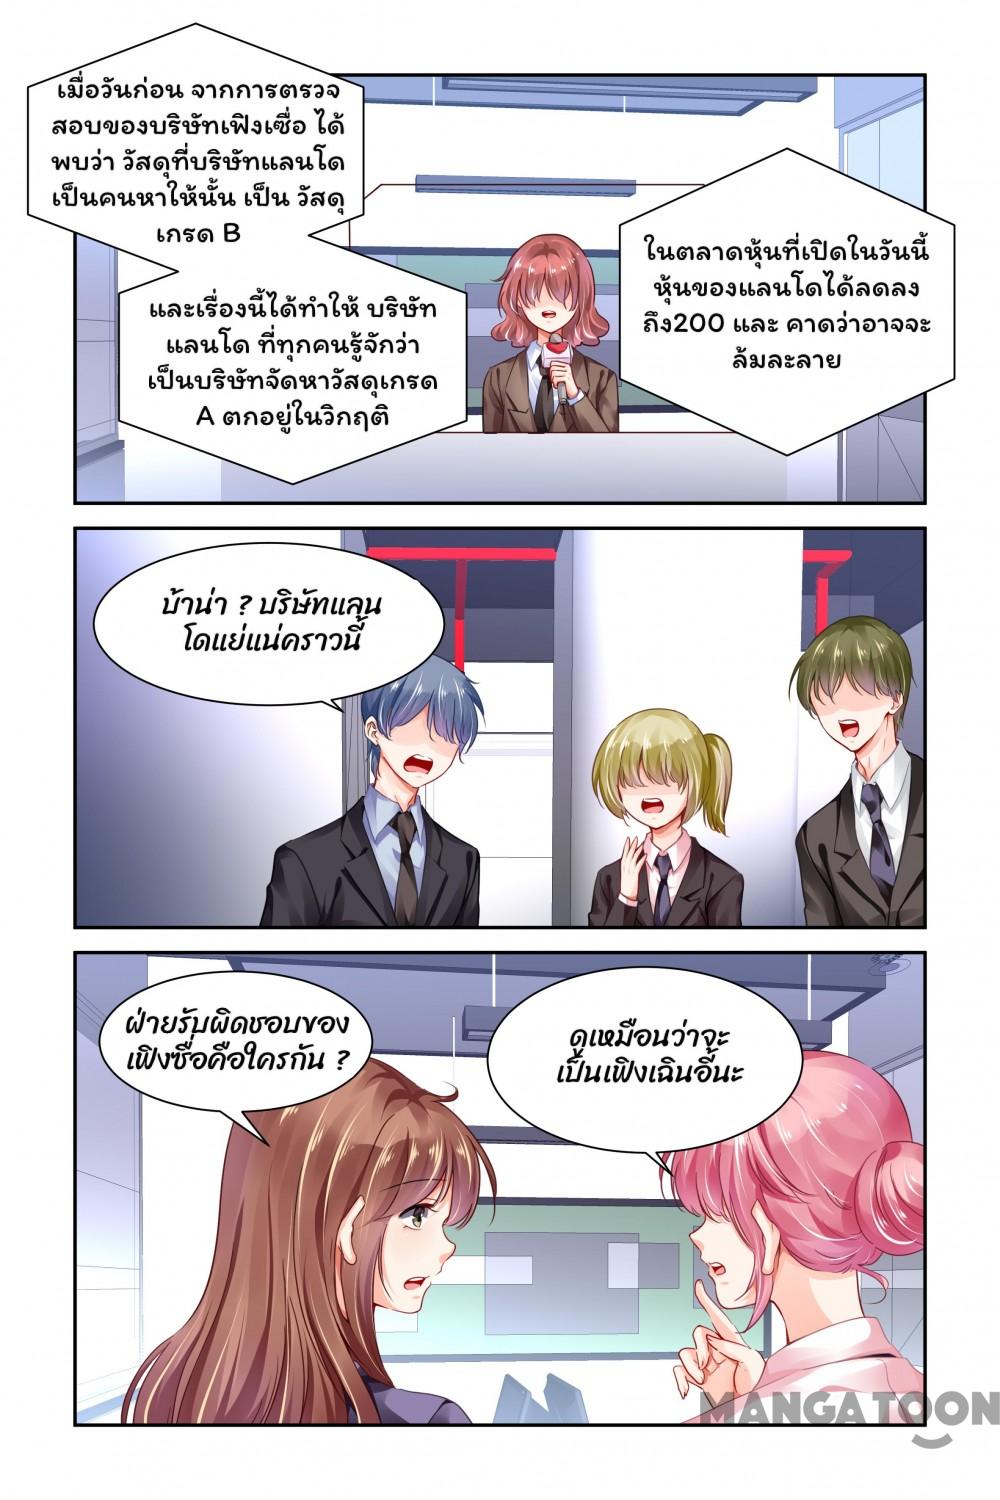 เมื่อวันก่อน จากการตรวจ
สอบของบริษัทเฟิงเซื่อ ได้
พบว่า วัสดุที่บริษัทแลนโด
เป็นคนหาให้นั้น เป็น วัสดุ
เกรด B
และเรื่องนี้ได้ทำให้ บริษัท
แลนโด ที่ทุกคนรู้จักว่า
เป็นบริษัทจัดหาวัสดุเกรด
A ตกอยู่ในวิกฤติ
ในตลาดหุ้นที่เปิดในวันนี้
หุ้นของแลนโดได้ลดลง
ถึง200 และ คาดว่าอาจจะ
ล้มละลาย
บ้าน่า ? บริษัทแลน
โดแย่แน่คราวนี้
ฝ่ายรับผิดชอบของ
เฟิงซื่อคือใครกัน ?
ดูเหมือนว่าจะ
เป็นเฟิงเฉินอี้นะ
MANGATOON